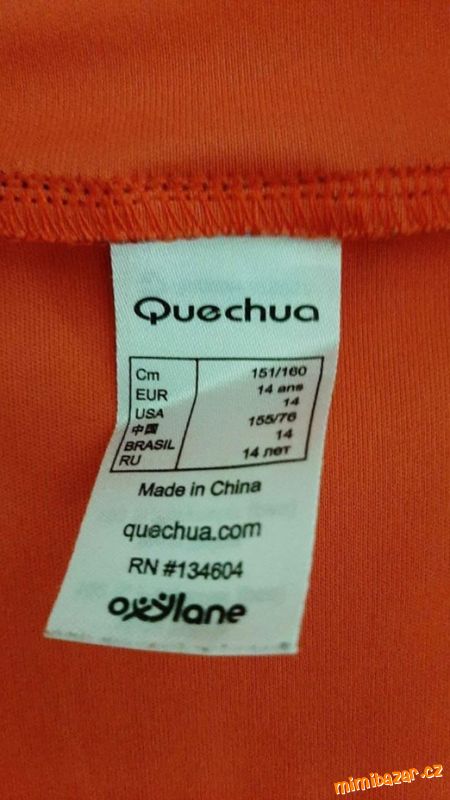 Quechua
Cm 151/160
EUR 14 ans
USA 14
中国 155/76
BRASIL 14
RU 14 лет
Made in China
quechua.com
RN #134604
oxylane
mimibazar.cz